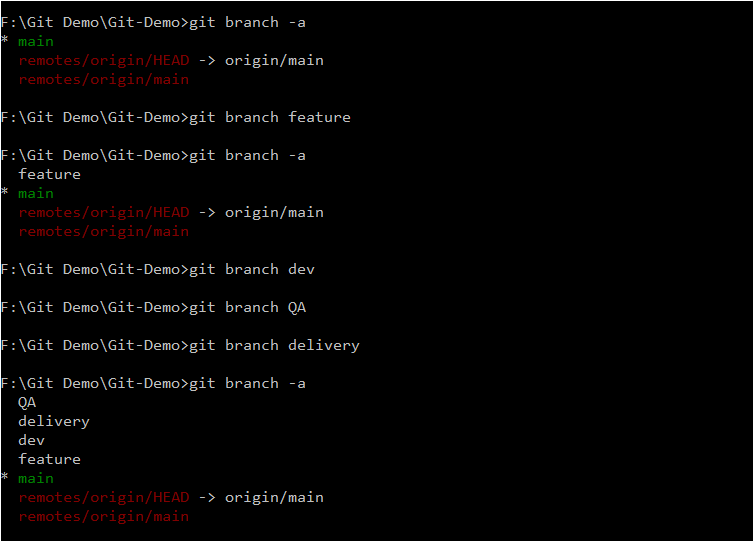 F:\Git Demo\Git-Demo>git branch -a
* main
  remotes/origin/HEAD -> origin/main
  remotes/origin/main
F:\Git Demo\Git-Demo>git branch feature
F:\Git Demo\Git-Demo>git branch -a
  feature
* main
  remotes/origin/HEAD -> origin/main
  remotes/origin/main
F:\Git Demo\Git-Demo>git branch dev
F:\Git Demo\Git-Demo>git branch QA
F:\Git Demo\Git-Demo>git branch delivery
F:\Git Demo\Git-Demo>git branch -a
  QA
  delivery
  dev
  feature
* main
  remotes/origin/HEAD -> origin/main
  remotes/origin/main